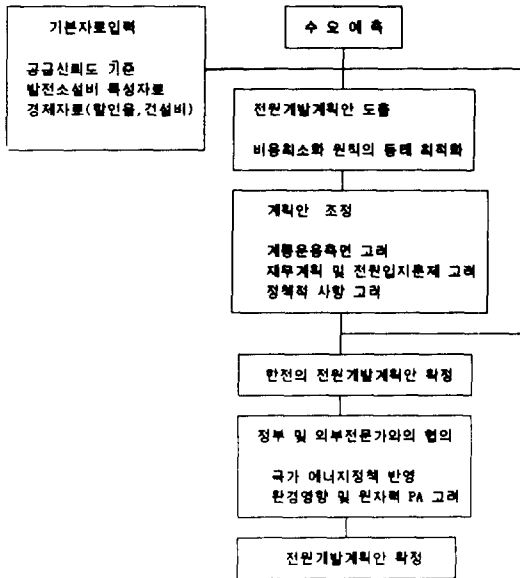 기본자료입력
공급신뢰도 기준
발전소설비 특성자료
경제자료(할인율,건설비)
수 요 예 측
전원개발계획안 도출
비용최소화 원칙의 동태 최적화
계획안 조정
계통운용측면 고려
재무계획 및 전원입지문제 고려
정책적 사항 고려
한전의 전원개발계획안 확정
정부 및 외부전문가와의 협의
국가 에너지정책 반영
환경영향 및 원자력 PA 고려
전원개발계획안 확정